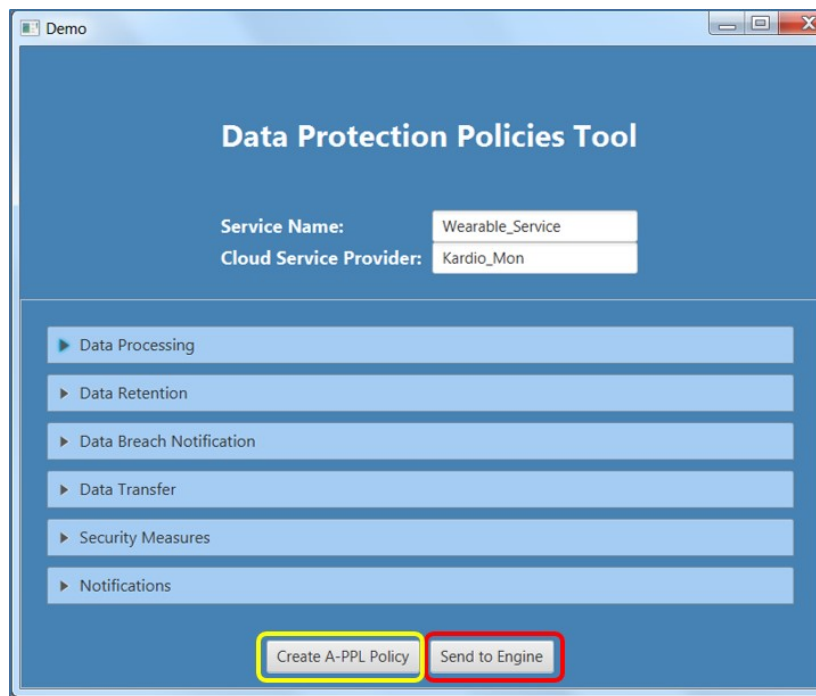 Demo
Data Protection Policies Tool
Service Name: Wearable_Service
Cloud Service Provider: Kardio_Mon
Data Processing
Data Retention
Data Breach Notification
Data Transfer
Security Measures
Notifications
Create A-PPL Policy Send to Engine